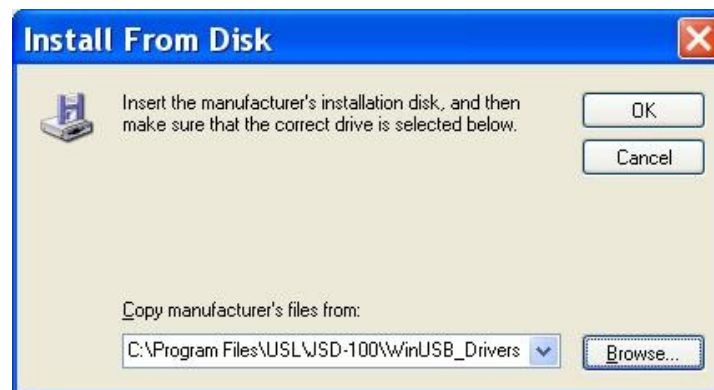 Install From Disk
Insert the manufacturer's installation disk, and then
make sure that the correct drive is selected below.
OK
Cancel
Copy manufacturer's files from:
C:\Program Files\USL\JSD-100\WinUSB_Drivers
Browse...